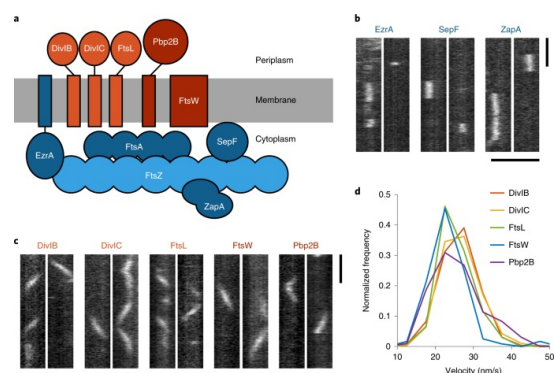 a
DivIB
DivIC
FtsL
Pbp2B
Periplasm
Membrane
FtsW
Cytoplasm
EzrA
FtsA
SepF
FtsZ
ZapA
b
EzrA SepF ZapA
c
DivIB DivIC FtsL FtsW Pbp2B
d
Normalized frequency
0.5
0.4
0.3
0.2
0.1
0
10 20 30 40 50
Velocity (nm/s)
DivIB
DivIC
FtsL
FtsW
Pbp2B